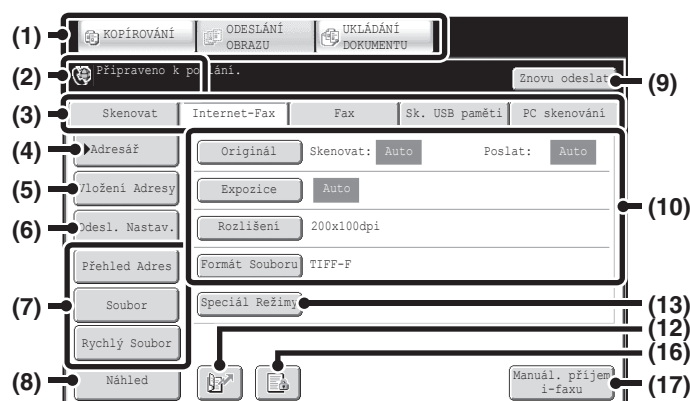 (1)
KOPÍROVÁNÍ
ODESLÁNÍ
OBRAZU
UKLÁDÁNÍ
DOKUMENTU
(2)
Připraveno k poslání.
Znovu odeslat
(9)
(3)
Skenovat
Internet-Fax
Fax
Sk. USB paměti
PC skenování
(4)
Adresář
Originál
Skenovat:
Auto
Poslat:
Auto
(5)
Vložení Adresy
Expozice
Auto
(10)
(6)
Odesl. Nastav.
Rozlišení
200x100dpi
Přehled Adres
Formát Souboru
TIFF-F
(7)
Soubor
Speciál Režimy
(13)
(12)
Rychlý Soubor
(16)
(8)
Náhled
Manuál. příjem
i-faxu
(17)